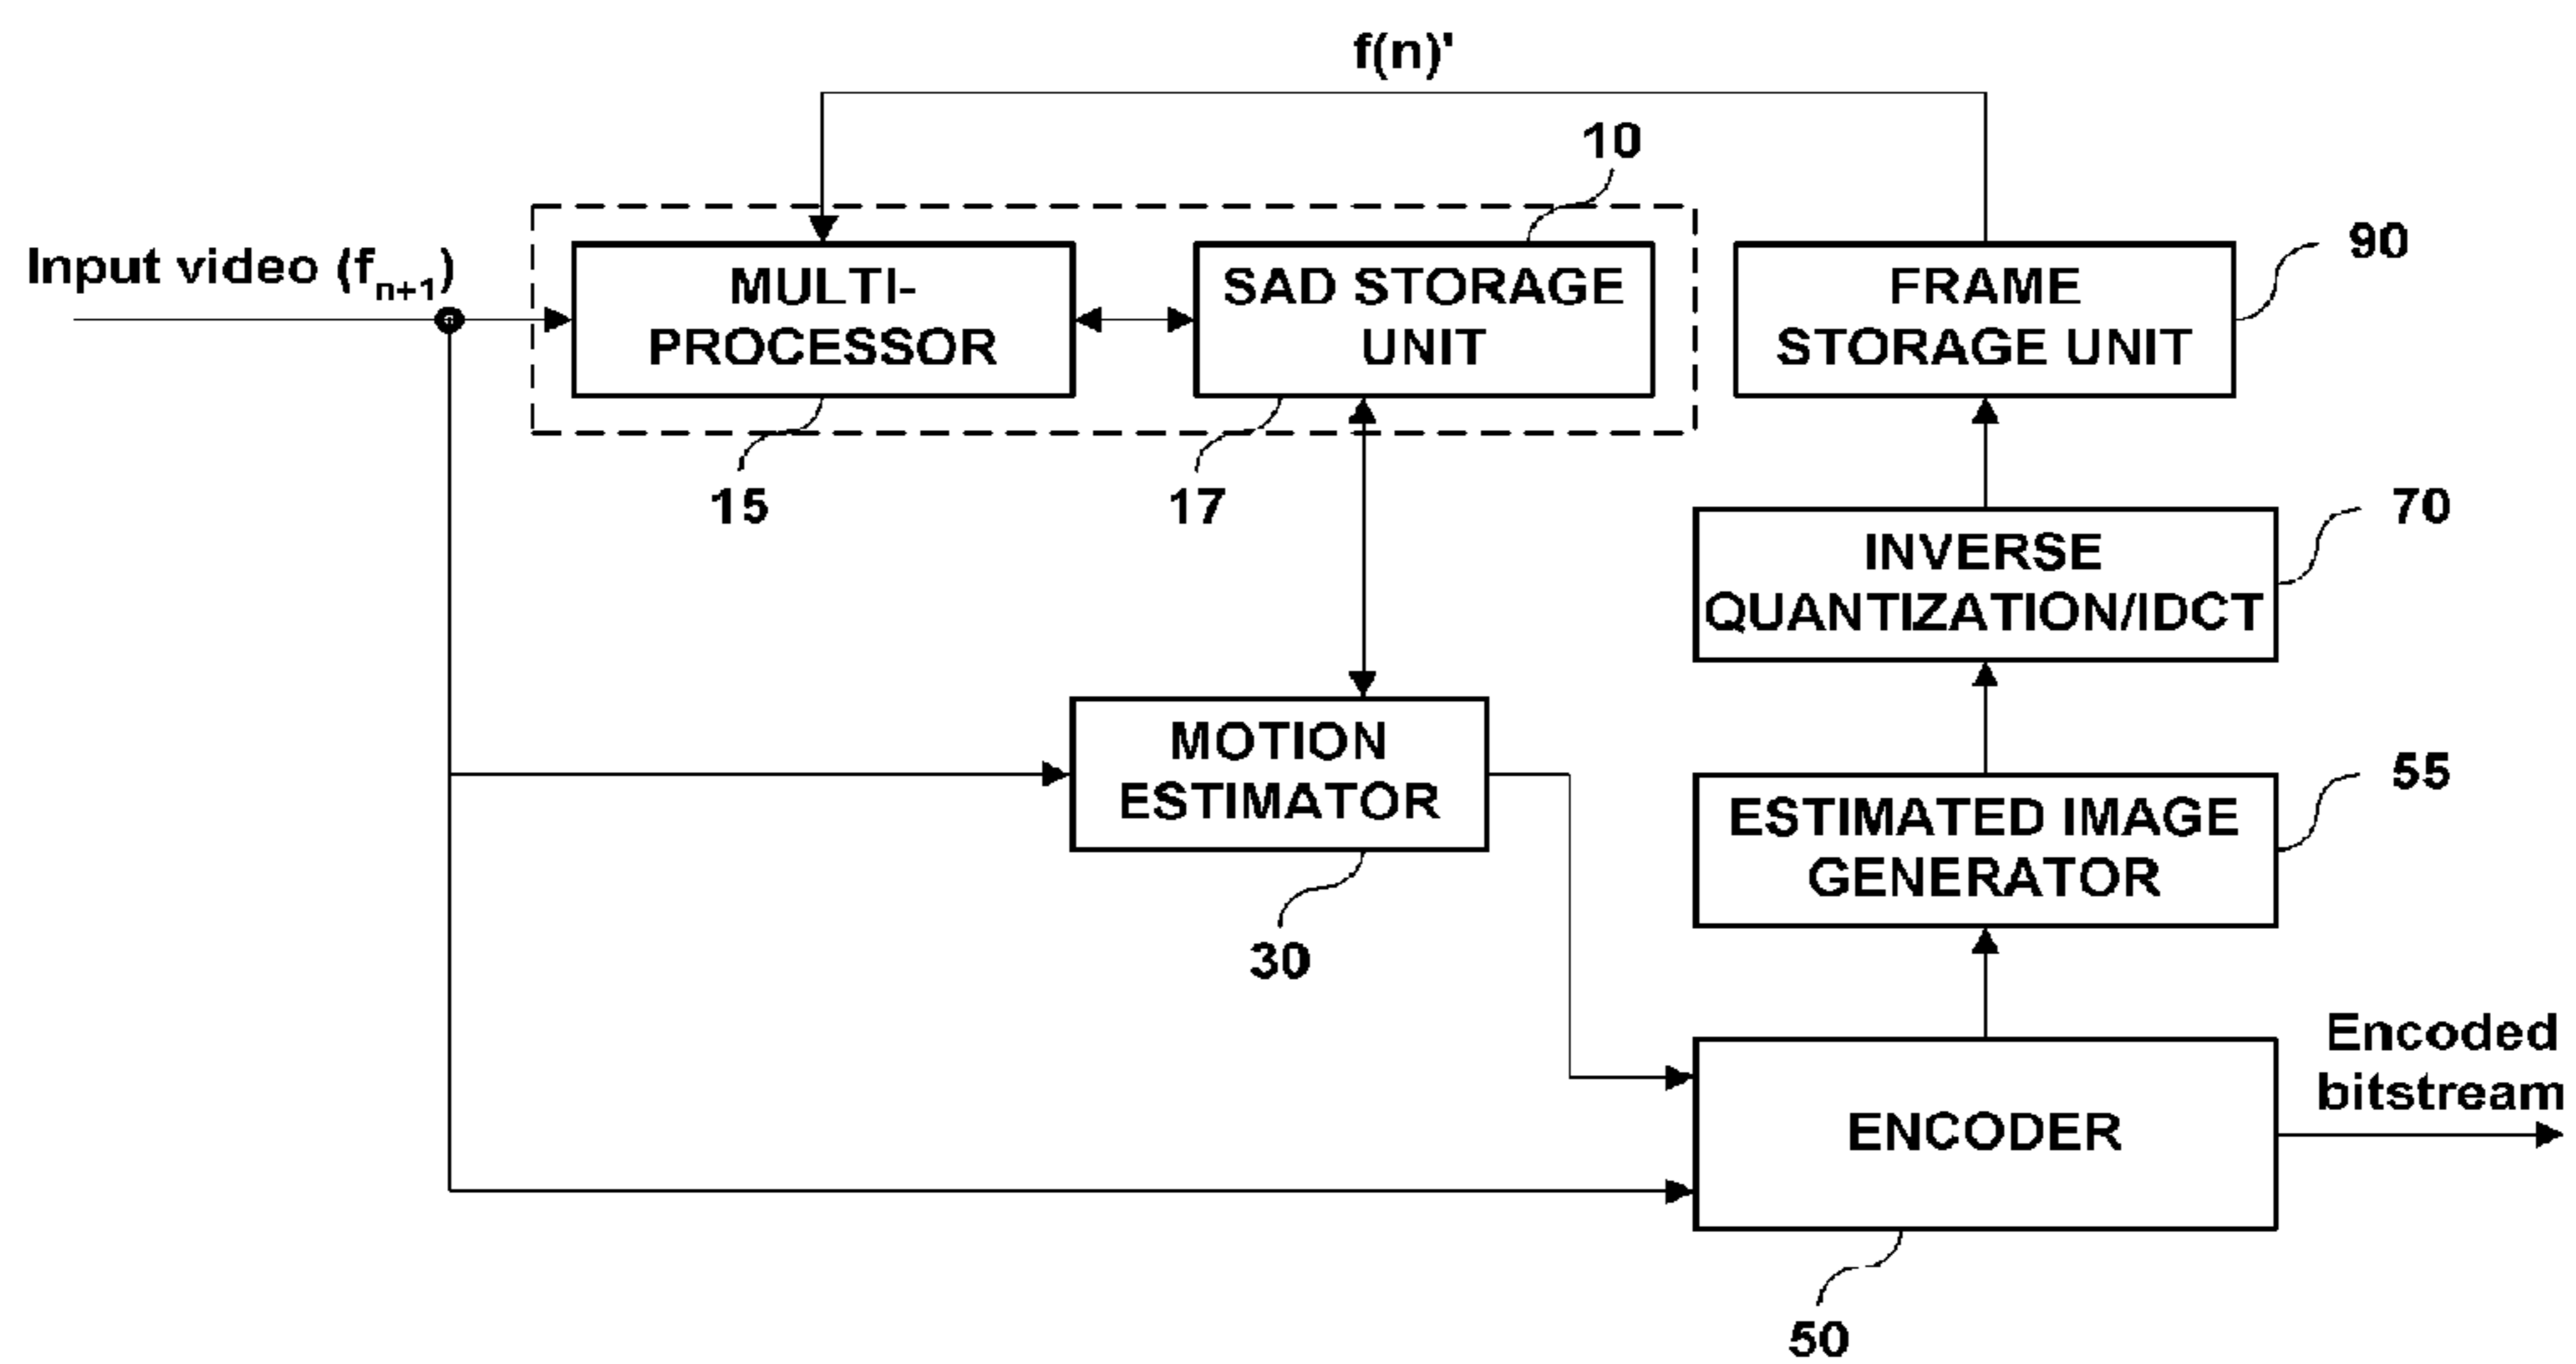 f(n)'
10
Input video (fn+1)
MULTI-
PROCESSOR
SAD STORAGE
UNIT
FRAME
STORAGE UNIT
90
15
17
INVERSE
QUANTIZATION/IDCT
70
MOTION
ESTIMATOR
30
ESTIMATED IMAGE
GENERATOR
55
ENCODER
Encoded
bitstream
50